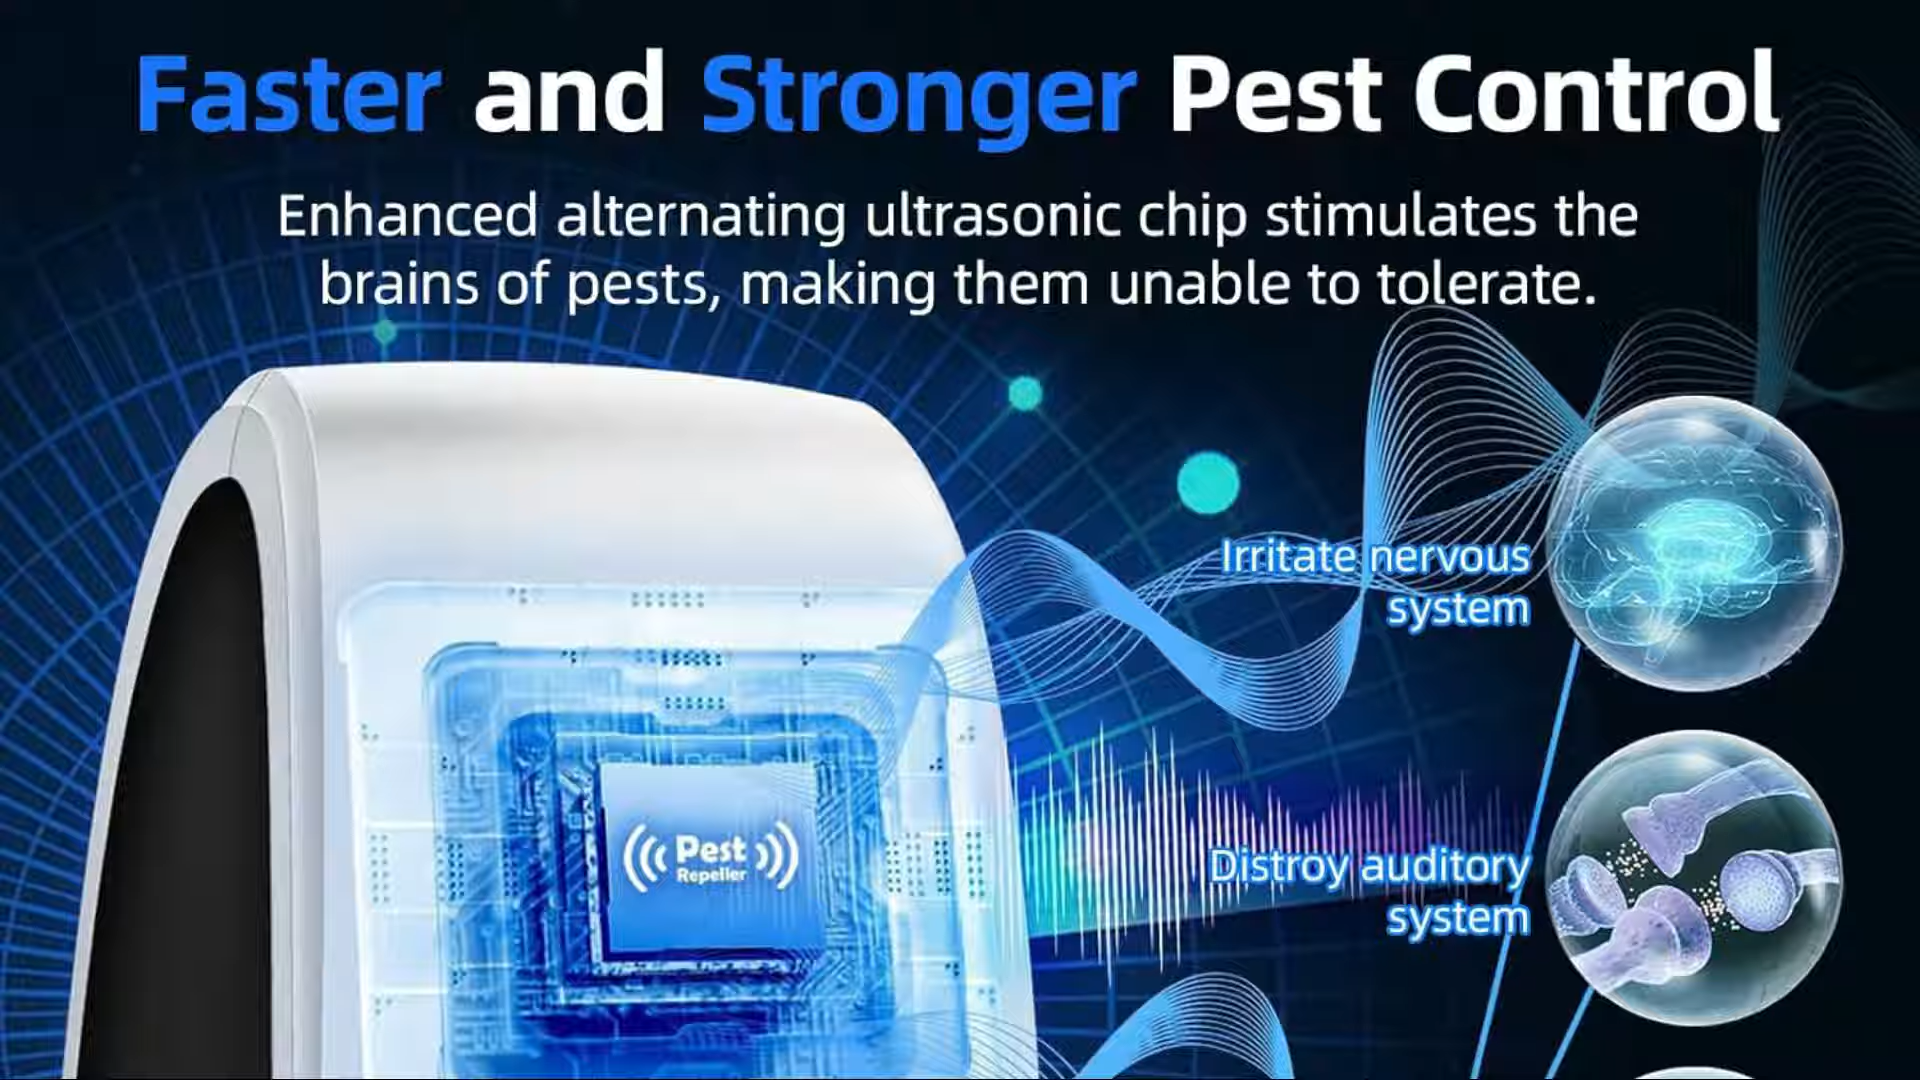 Faster and Stronger Pest Control
Enhanced alternating ultrasonic chip stimulates the
brains of pests, making them unable to tolerate.
Irritate nervous
system
Pest
Repeller
Distroy auditory
system